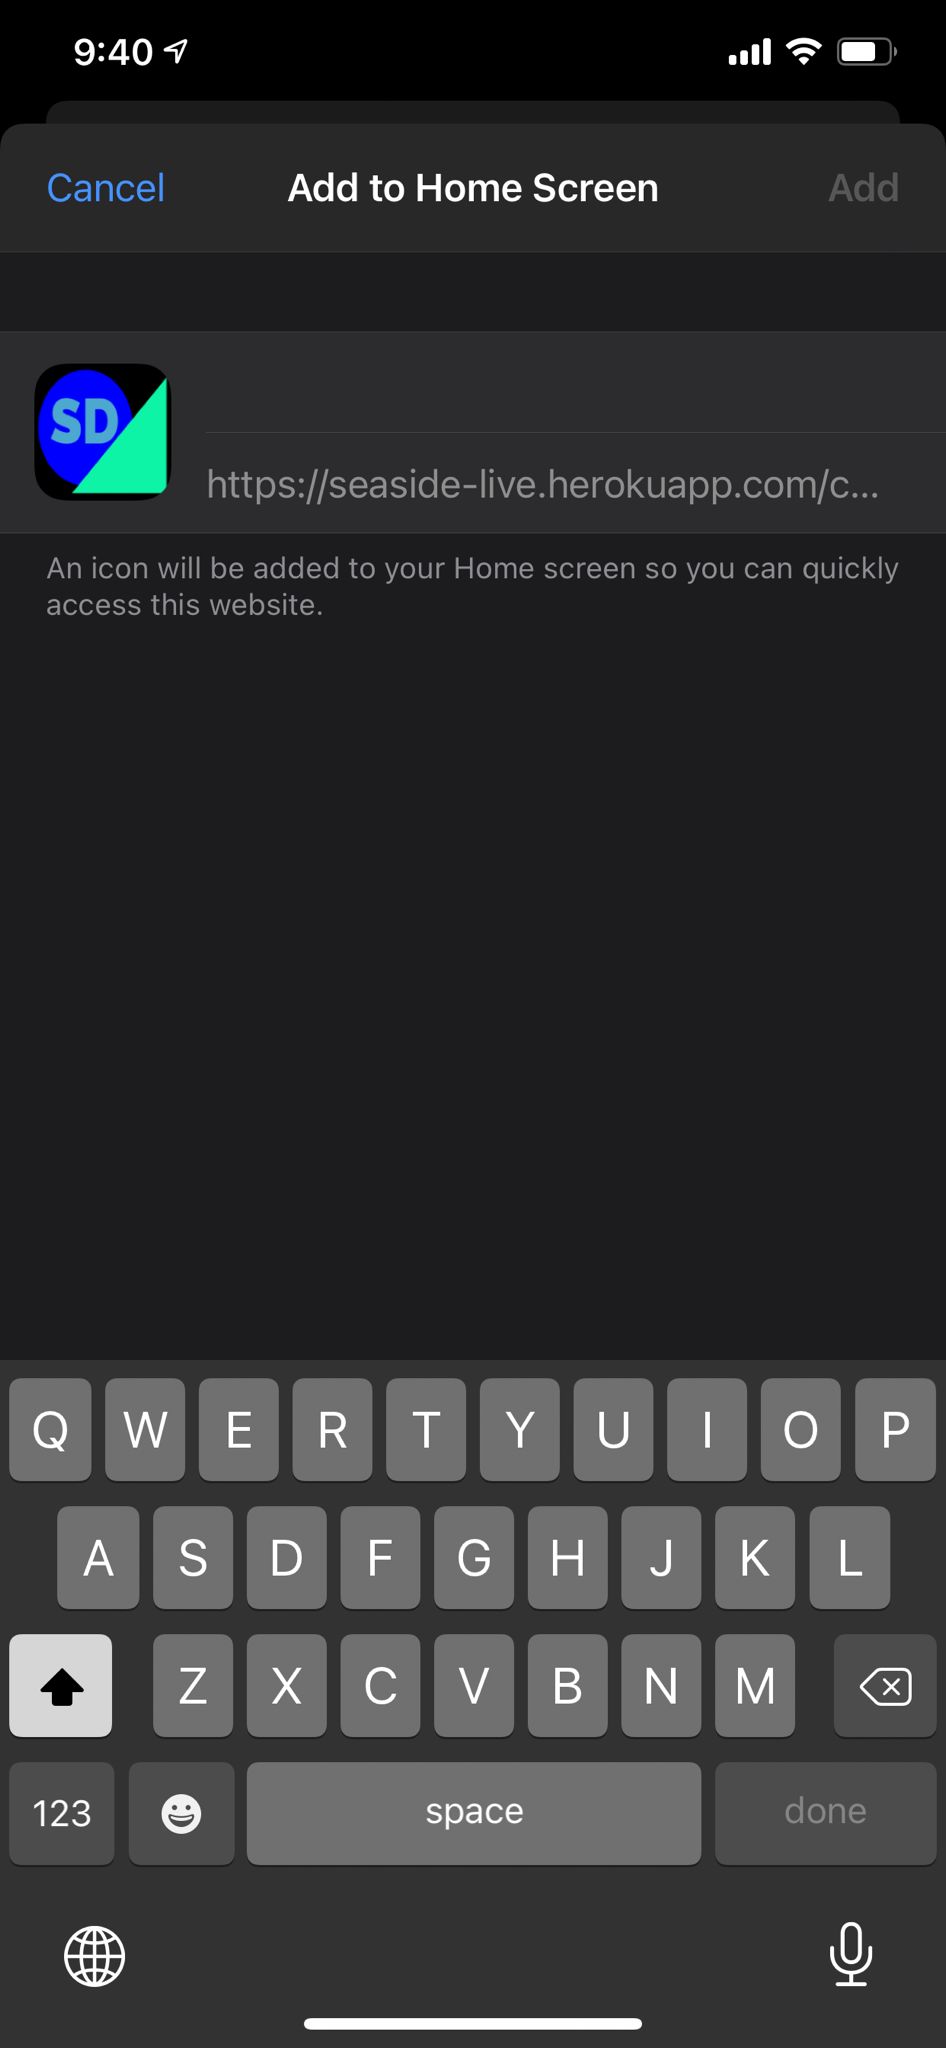 9:40
Cancel
Add to Home Screen
Add
SD
https://seaside-live.herokuapp.com/c...
An icon will be added to your Home screen so you can quickly
access this website.
Q W E R T Y U I O P
A S D F G H J K L
Z X C V B N M
123 space done